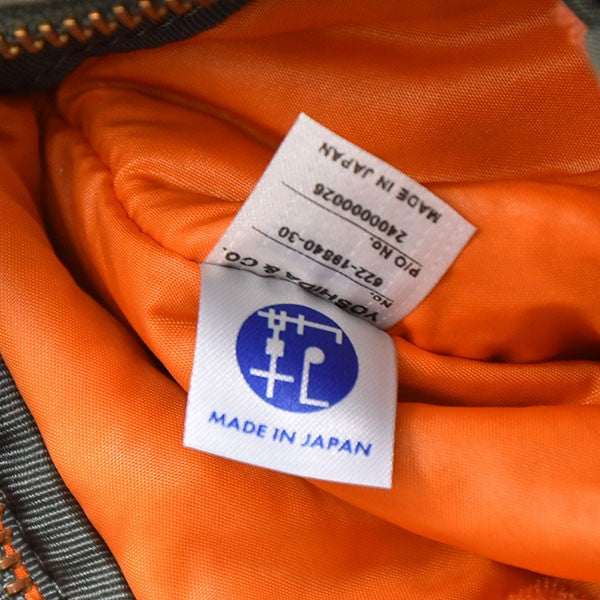 YOSHIDA & CO.
No.
622-19840-30
P/O No.
2400000026
MADE IN JAPAN
MADE IN JAPAN